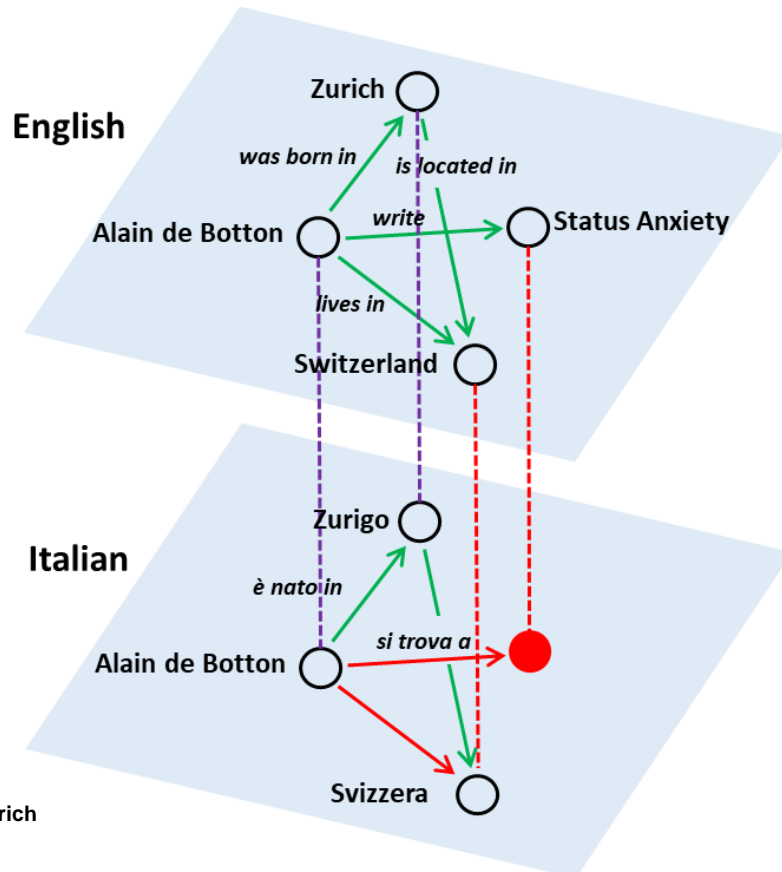 Zurich
English
was born in
is located in
Alain de Botton
write
Status Anxiety
lives in
Switzerland
Zurigo
Italian
è nato in
si trova a
Alain de Botton
Svizzera
rich